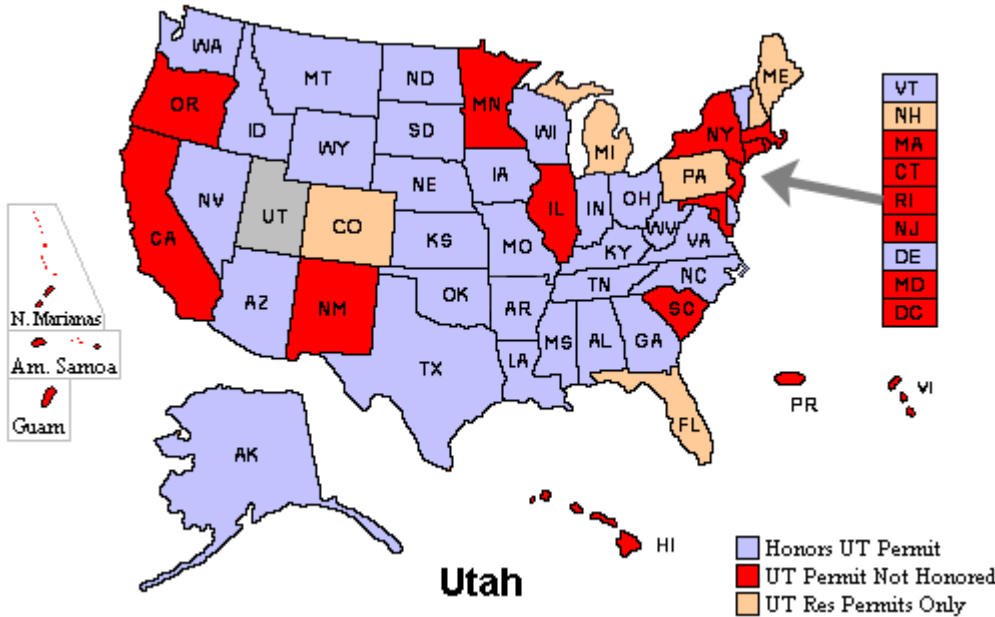 WA
MT
ND
MN
ME
VT
OR
ID
SD
WI
MI
NY
NH
WY
MA
NE
IA
PA
CT
NV
UT
CO
IL
IN
OH
RI
CA
KS
MO
KY
WV
VA
NJ
DE
AZ
NM
OK
AR
TN
NC
MD
SC
DC
N. Marianas
TX
LA
MS
AL
GA
Am. Samoa
PR
VI
Guam
FL
AK
HI
Honors UT Permit
Utah
UT Permit Not Honored
UT Res Permits Only